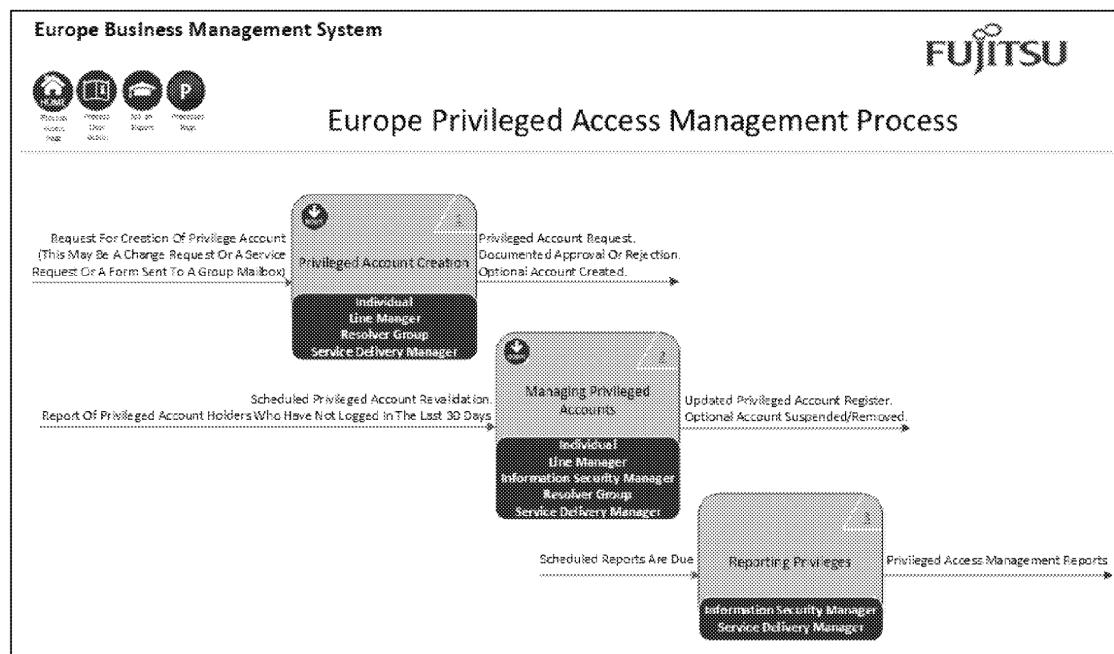 Europe Business Management System
FUJITSU
HOME
P
Europe Privileged Access Management Process
1
Request For Creation Of Privilege Account
(This May Be A Change Request Or A Service
Request Or A Form Sent To A Group Mailbox)
Privileged Account Creation
Privileged Account Request.
Documented Approval Or Rejection.
Optional Account Created.
Individual
Line Manger
Resolver Group
Service Delivery Manager
2
Scheduled Privileged Account Revalidation.
Report Of Privileged Account Holders Who Have Not Logged In The Last 30 Days
Managing Privileged
Accounts
Updated Privileged Account Register.
Optional Account Suspended/Removed.
Individual
Line Manager
Information Security Manager
Resolver Group
Service Delivery Manager
3
Scheduled Reports Are Due
Reporting Privileges
Privileged Access Management Reports
Information Security Manager
Service Delivery Manager